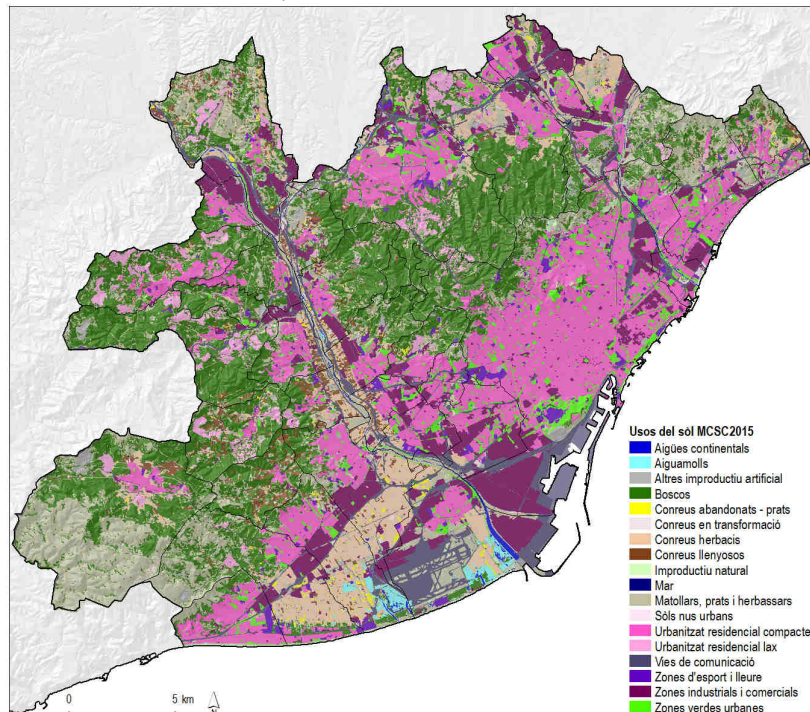 Usos del sòl MCSC2015
Aigües continentals
Aiguamolls
Altres improductiu artificial
Boscos
Conreus abandonats - prats
Conreus en transformació
Conreus herbacis
Conreus llenyosos
Improductiu natural
Mar
Matollars, prats i herbassars
Sòls nus urbans
Urbanitzat residencial compacte
Urbanitzat residencial lax
Vies de comunicació
Zones d'esport i lleure
Zones industrials i comercials
Zones verdes urbanes
0 5 km
N